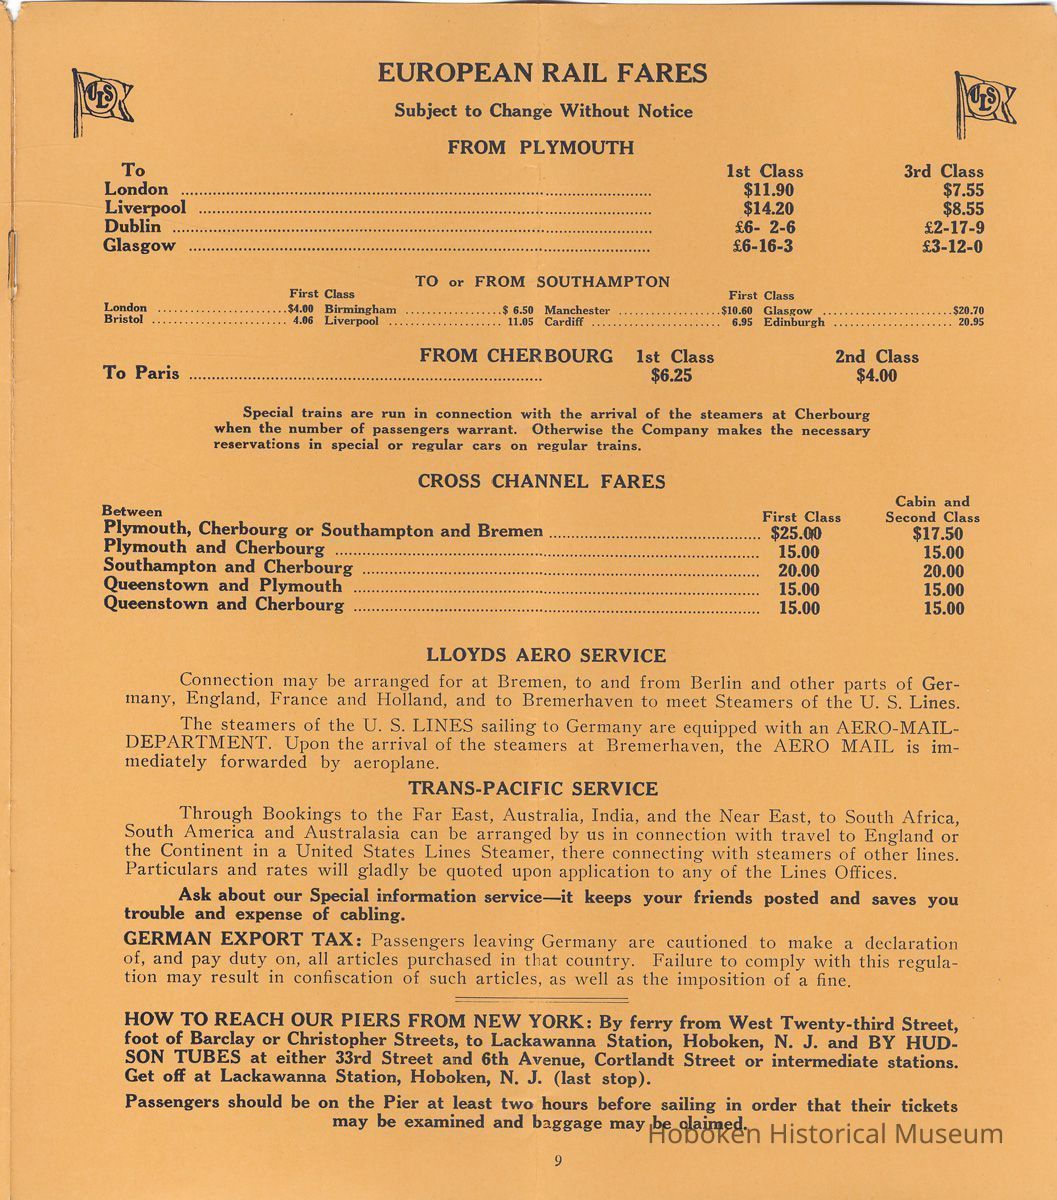 EUROPEAN RAIL FARES
Subject to Change Without Notice
ULS
ULS
FROM PLYMOUTH
To 1st Class 3rd Class
London $11.90 $7.55
Liverpool $14.20 $8.55
Dublin £6- 2-6 £2-17-9
Glasgow £6-16-3 £3-12-0
TO or FROM SOUTHAMPTON
First Class First Class
London $4.00 Birmingham $ 6.50 Manchester $10.60 Glasgow $20.70
Bristol 4.06 Liverpool 11.05 Cardiff 6.95 Edinburgh 20.95
FROM CHERBOURG 1st Class 2nd Class
To Paris $6.25 $4.00
Special trains are run in connection with the arrival of the steamers at Cherbourg
when the number of passengers warrant. Otherwise the Company makes the necessary
reservations in special or regular cars on regular trains.
CROSS CHANNEL FARES
Cabin and
Between First Class Second Class
Plymouth, Cherbourg or Southampton and Bremen $25.00 $17.50
Plymouth and Cherbourg 15.00 15.00
Southampton and Cherbourg 20.00 20.00
Queenstown and Plymouth 15.00 15.00
Queenstown and Cherbourg 15.00 15.00
LLOYDS AERO SERVICE
Connection may be arranged for at Bremen, to and from Berlin and other parts of Ger-
many, England, France and Holland, and to Bremerhaven to meet Steamers of the U. S. Lines.
The steamers of the U. S. LINES sailing to Germany are equipped with an AERO-MAIL-
DEPARTMENT. Upon the arrival of the steamers at Bremerhaven, the AERO MAIL is im-
mediately forwarded by aeroplane.
TRANS-PACIFIC SERVICE
Through Bookings to the Far East, Australia, India, and the Near East, to South Africa,
South America and Australasia can be arranged by us in connection with travel to England or
the Continent in a United States Lines Steamer, there connecting with steamers of other lines.
Particulars and rates will gladly be quoted upon application to any of the Lines Offices.
Ask about our Special information service—it keeps your friends posted and saves you
trouble and expense of cabling.
GERMAN EXPORT TAX: Passengers leaving Germany are cautioned to make a declaration
of, and pay duty on, all articles purchased in that country. Failure to comply with this regula-
tion may result in confiscation of such articles, as well as the imposition of a fine.
HOW TO REACH OUR PIERS FROM NEW YORK: By ferry from West Twenty-third Street,
foot of Barclay or Christopher Streets, to Lackawanna Station, Hoboken, N. J. and BY HUD-
SON TUBES at either 33rd Street and 6th Avenue, Cortlandt Street or intermediate stations.
Get off at Lackawanna Station, Hoboken, N. J. (last stop).
Passengers should be on the Pier at least two hours before sailing in order that their tickets
may be examined and baggage may be claimed.
Hoboken Historical Museum
9